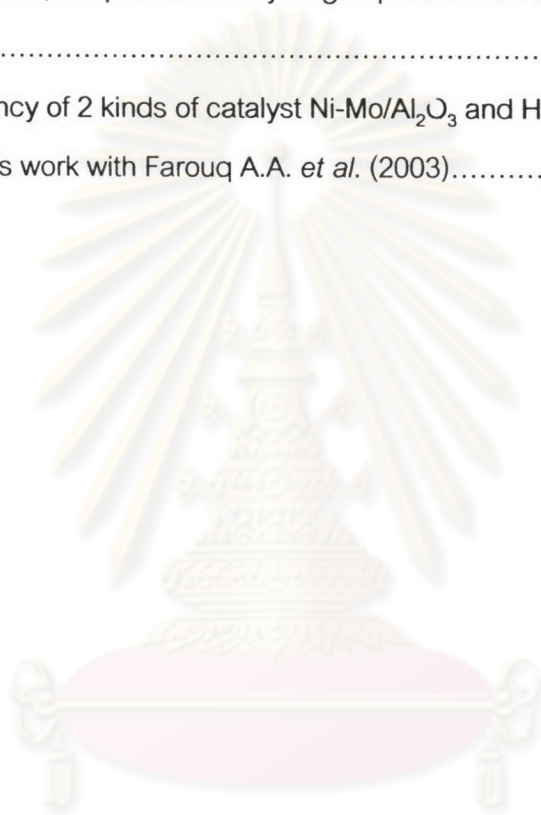 ............................................................
ncy of 2 kinds of catalyst Ni-Mo/Al₂O₃ and H
s work with Farouq A.A. et al. (2003)..........